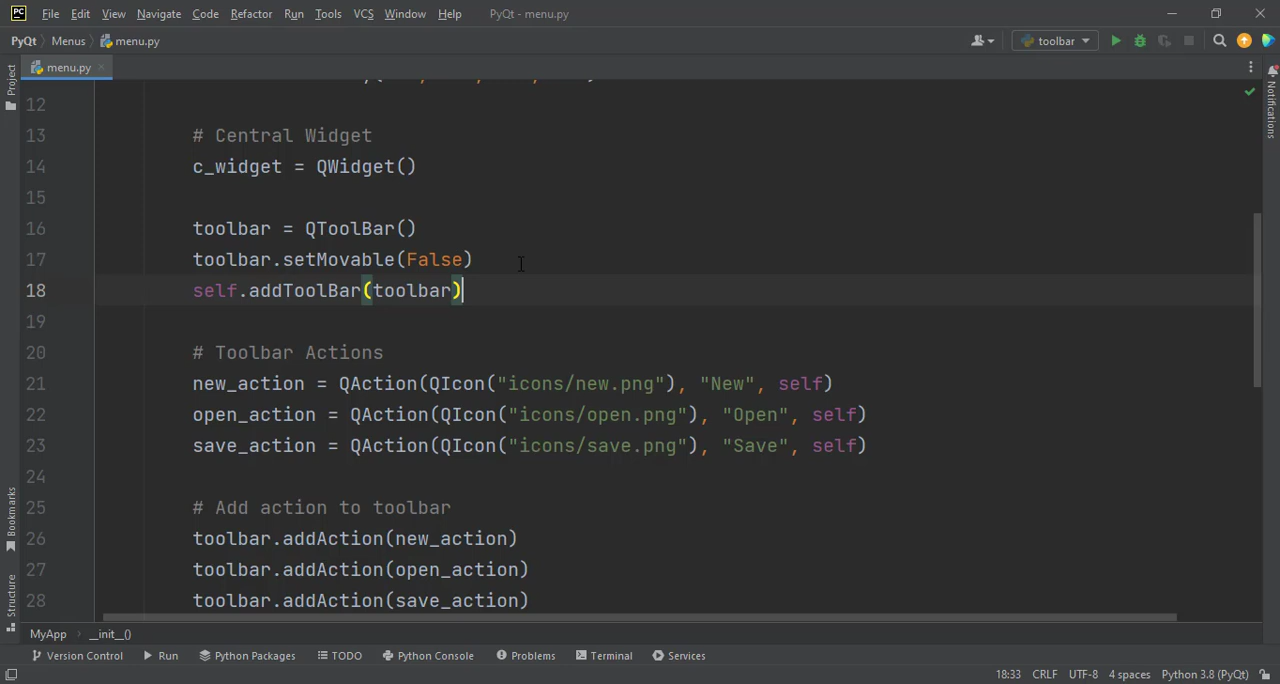 PC File Edit View Navigate Code Refactor Run Tools VCS Window Help PyQt - menu.py
PyQt Menus menu.py toolbar
menu.py
Project
Notifications
12
13 # Central Widget
14 c_widget = QWidget()
15
16 toolbar = QToolBar()
17 toolbar.setMovable(False)
18 self.addToolBar(toolbar)
19
20 # Toolbar Actions
21 new_action = QAction(QIcon("icons/new.png"), "New", self)
22 open_action = QAction(QIcon("icons/open.png"), "Open", self)
23 save_action = QAction(QIcon("icons/save.png"), "Save", self)
24
25 # Add action to toolbar
26 toolbar.addAction(new_action)
27 toolbar.addAction(open_action)
28 toolbar.addAction(save_action)
Bookmarks
Structure
MyApp __init__()
Version Control Run Python Packages TODO Python Console Problems Terminal Services
18:33 CRLF UTF-8 4 spaces Python 3.8 (PyQt)